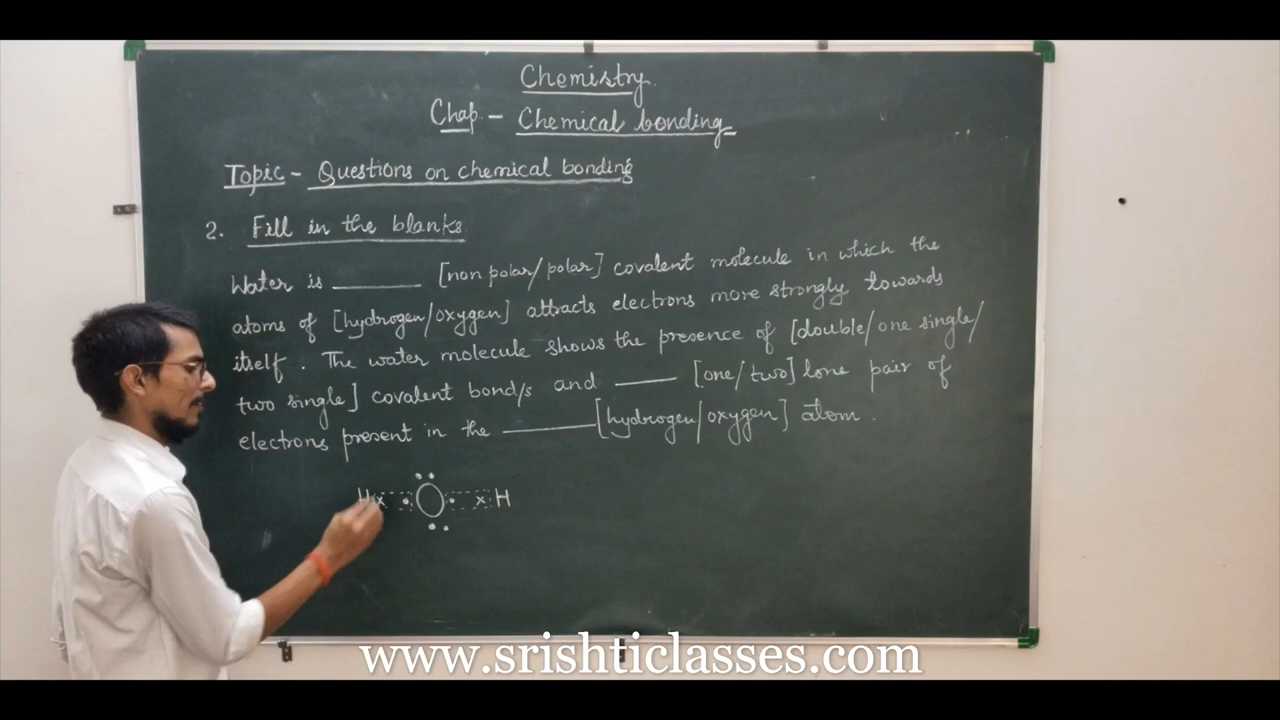 Chemistry
Chap - Chemical bonding
Topic - Questions on chemical bonding
2. Fill in the blanks
Water is ______ [non polar/polar] covalent molecule in which the
atoms of [hydrogen/oxygen] attracts electrons more strongly towards
itself. The water molecule shows the presence of [double/one single/
two single] covalent bond/s and ____ [one/two] lone pair of
electrons present in the ______ [hydrogen/oxygen] atom.
H x O x H
www.srishticlasses.com